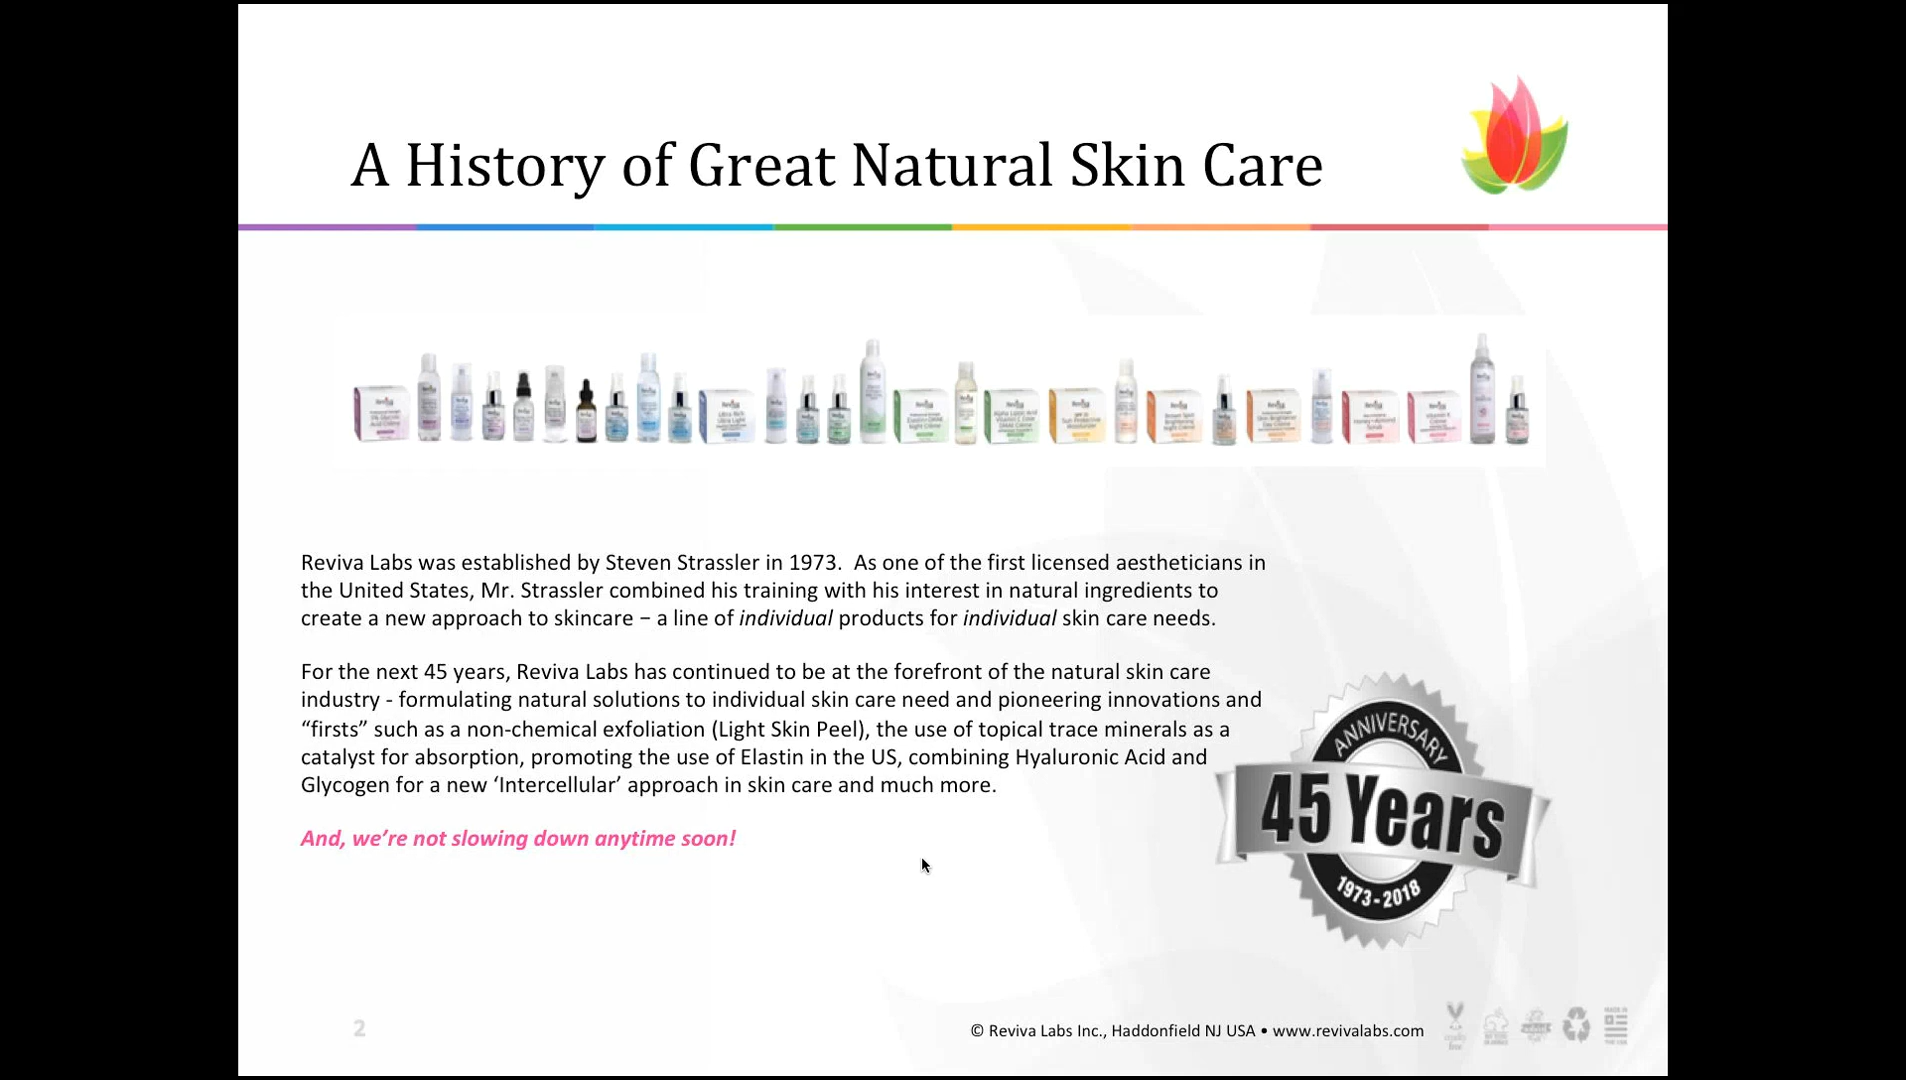 A History of Great Natural Skin Care
Reviva Labs was established by Steven Strassler in 1973.  As one of the first licensed aestheticians in
the United States, Mr. Strassler combined his training with his interest in natural ingredients to
create a new approach to skincare – a line of individual products for individual skin care needs.
For the next 45 years, Reviva Labs has continued to be at the forefront of the natural skin care
industry - formulating natural solutions to individual skin care need and pioneering innovations and
“firsts” such as a non-chemical exfoliation (Light Skin Peel), the use of topical trace minerals as a
catalyst for absorption, promoting the use of Elastin in the US, combining Hyaluronic Acid and
Glycogen for a new ‘Intercellular’ approach in skin care and much more.
And, we’re not slowing down anytime soon!
ANNIVERSARY
45 Years
1973-2018
2
© Reviva Labs Inc., Haddonfield NJ USA • www.revivalabs.com
cruelty
free
MADE IN
THE USA